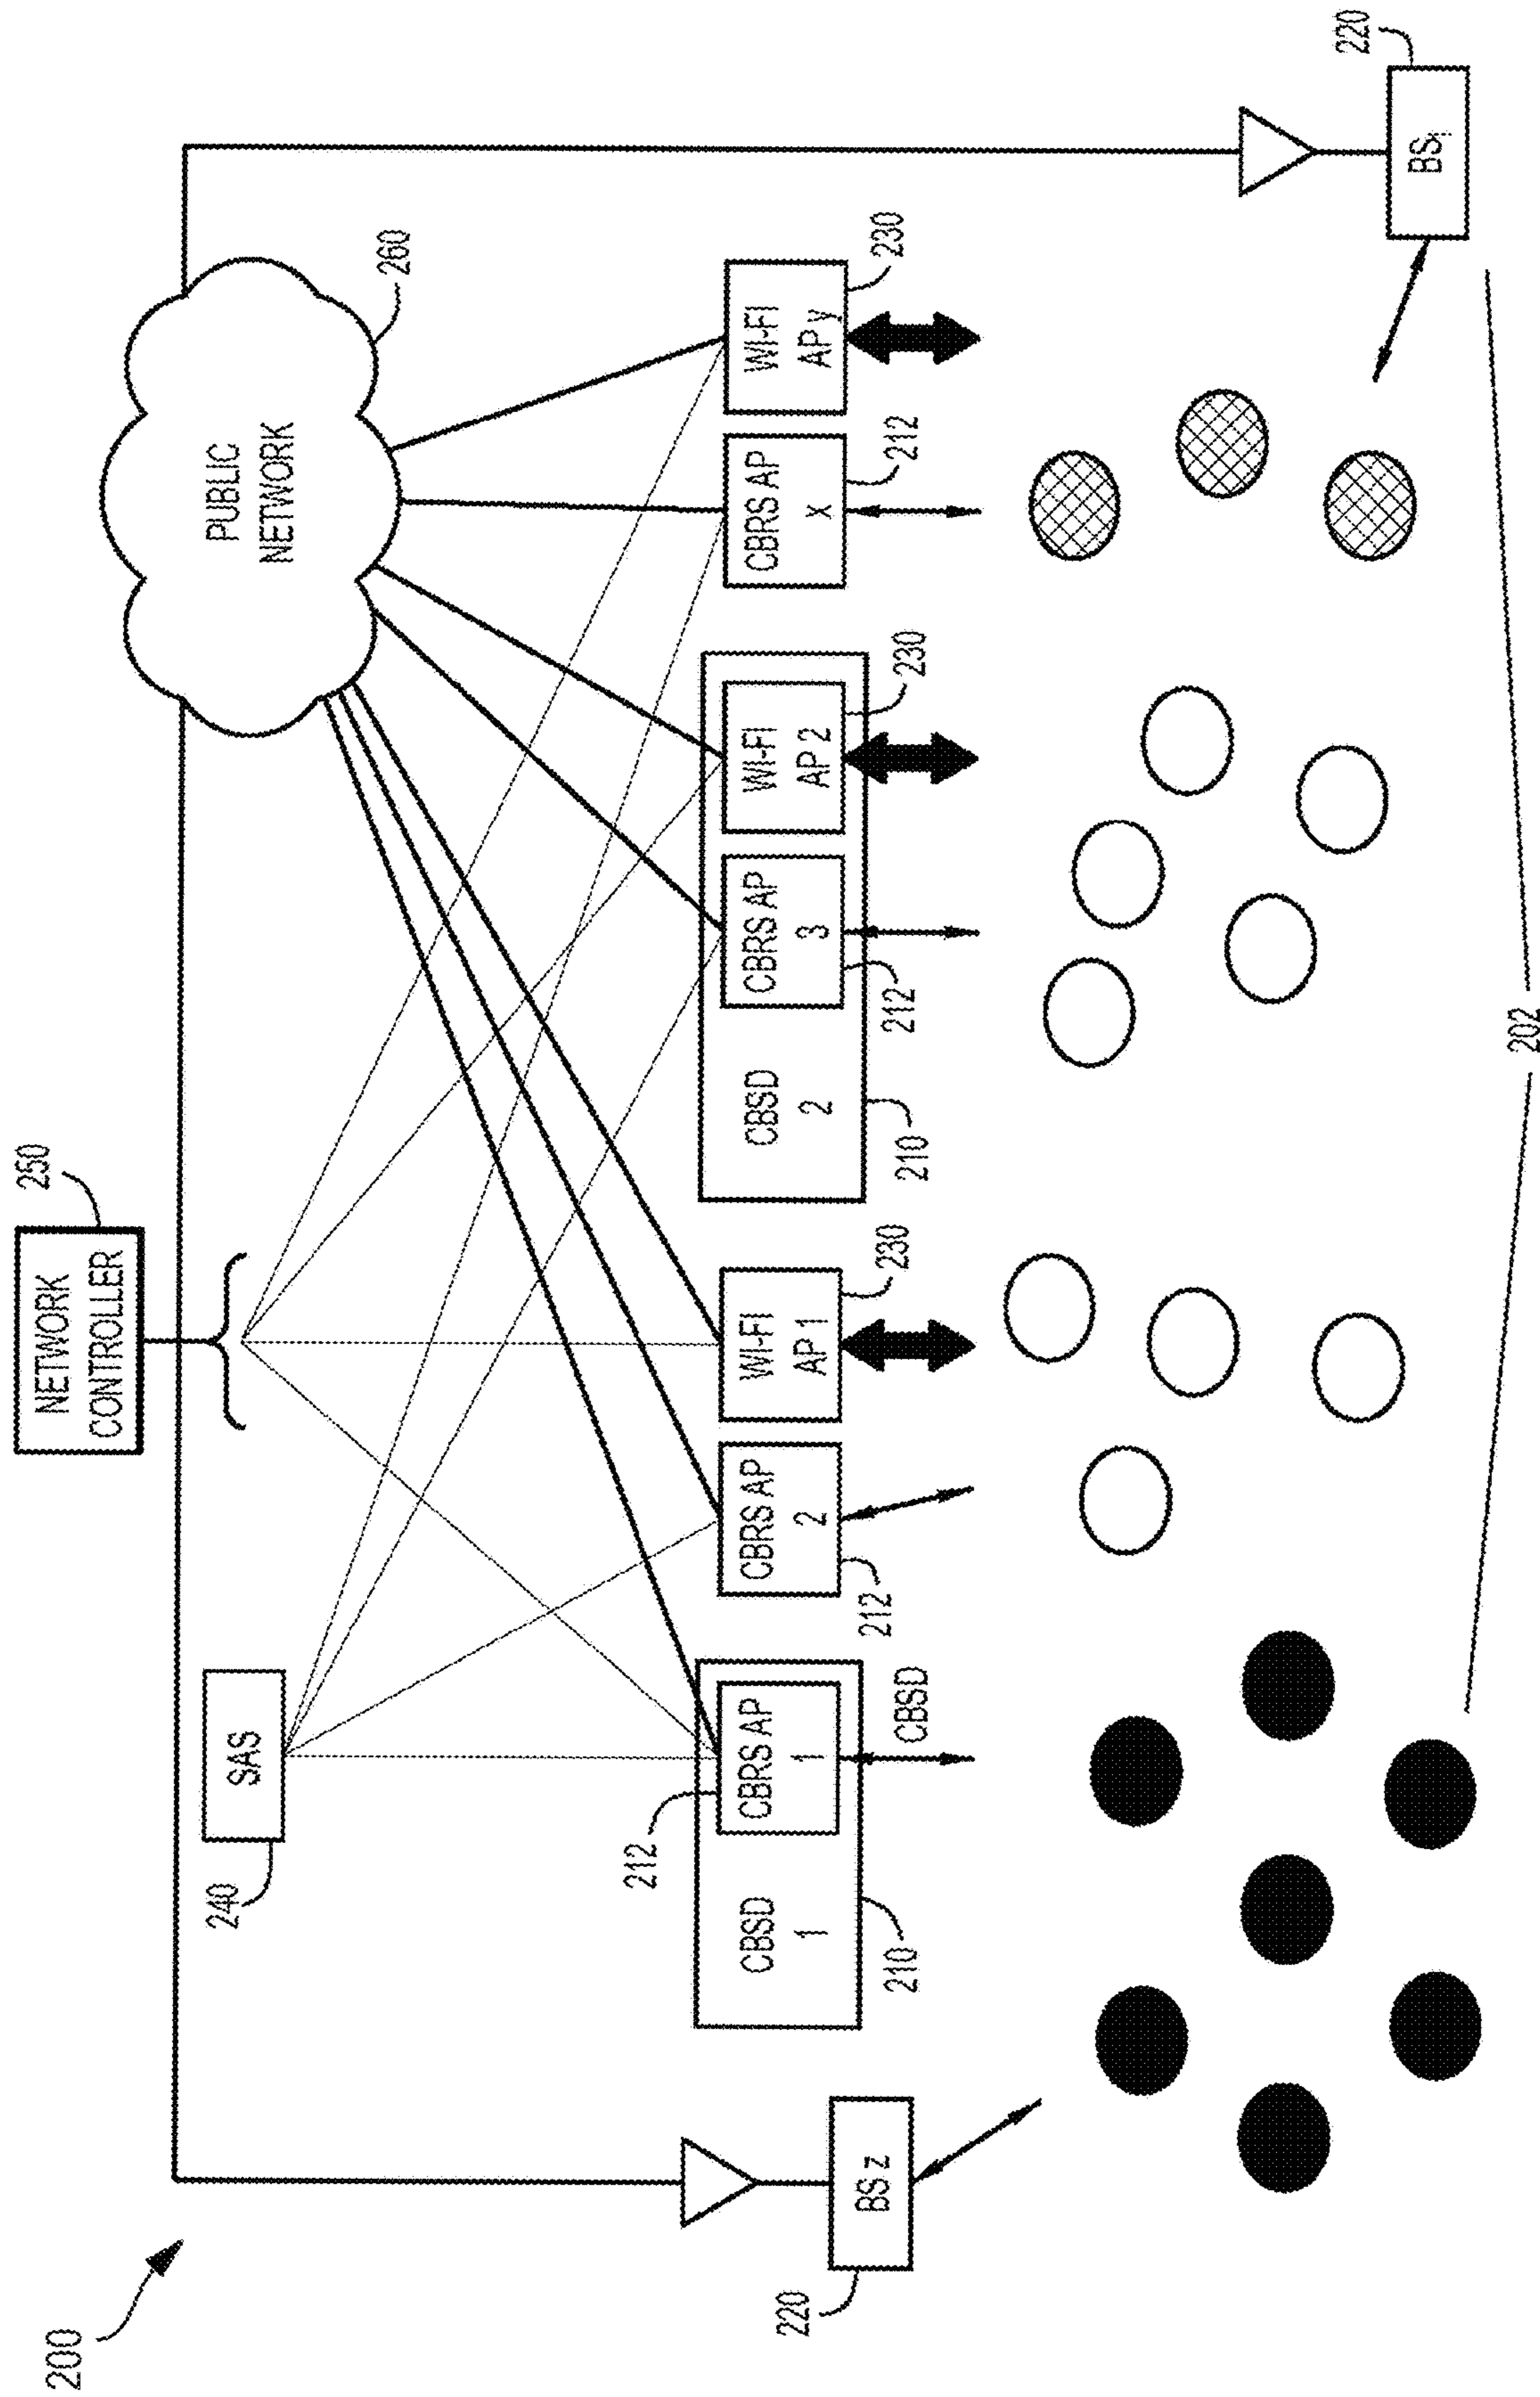 200
NETWORK
CONTROLLER
250
PUBLIC
NETWORK
260
SAS
240
CBSD
1
210
CBRS AP
1
212
CBSD
CBRS AP
2
212
WI-FI
AP 1
230
CBSD
2
210
CBRS AP
3
212
WI-FI
AP 2
230
CBRS AP
X
212
WI-FI
AP y
230
BS z
220
BS
220
202